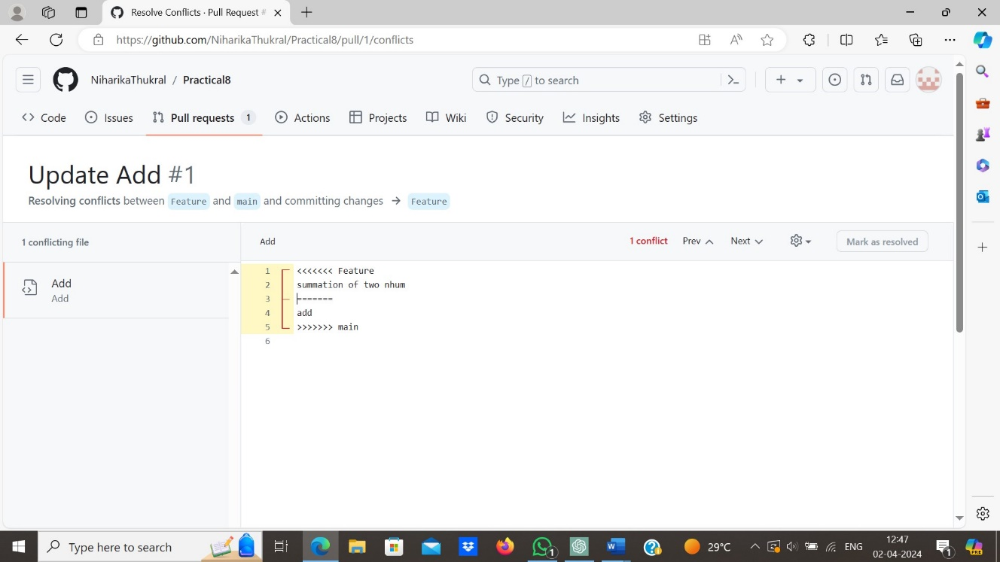 Resolve Conflicts · Pull Request #
https://github.com/NiharikaThukral/Practical8/pull/1/conflicts
NiharikaThukral / Practical8
Type / to search
Code Issues Pull requests 1 Actions Projects Wiki Security Insights Settings
Update Add #1
Resolving conflicts between Feature and main and committing changes → Feature
1 conflicting file
Add
1 conflict Prev Next Mark as resolved
Add
Add
1 <<<<<<< Feature
2 summation of two nhum
3 =======
4 add
5 >>>>>>> main
6
Type here to search
1
29°C
ENG
12:47
02-04-2024
1
PRE